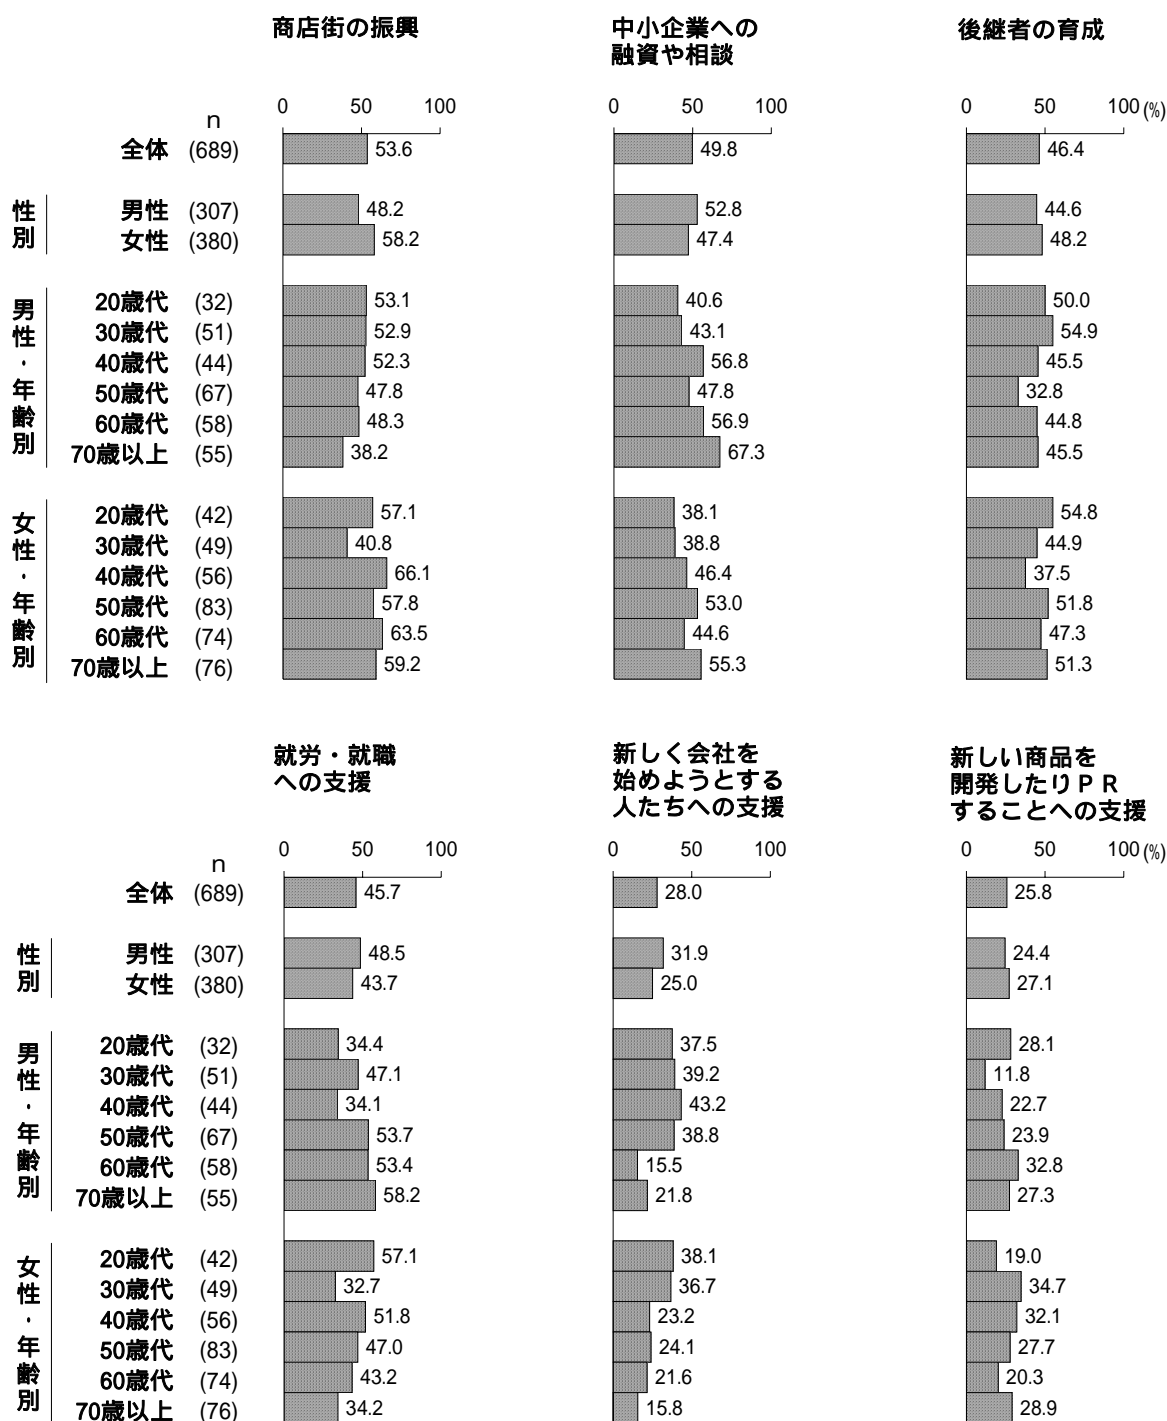 商店街の振興
中小企業への
融資や相談
後継者の育成
0 50 100 0 50 100 0 50 100 (%)
n
全体 (689) 53.6 49.8 46.4
性別
男性 (307) 48.2 52.8 44.6
女性 (380) 58.2 47.4 48.2
男性・年齢別
20歳代 (32) 53.1 40.6 50.0
30歳代 (51) 52.9 43.1 54.9
40歳代 (44) 52.3 56.8 45.5
50歳代 (67) 47.8 47.8 32.8
60歳代 (58) 48.3 56.9 44.8
70歳以上 (55) 38.2 67.3 45.5
女性・年齢別
20歳代 (42) 57.1 38.1 54.8
30歳代 (49) 40.8 38.8 44.9
40歳代 (56) 66.1 46.4 37.5
50歳代 (83) 57.8 53.0 51.8
60歳代 (74) 63.5 44.6 47.3
70歳以上 (76) 59.2 55.3 51.3
就労・就職
への支援
新しく会社を
始めようとする
人たちへの支援
新しい商品を
開発したりＰＲ
することへの支援
0 50 100 0 50 100 0 50 100 (%)
n
全体 (689) 45.7 28.0 25.8
性別
男性 (307) 48.5 31.9 24.4
女性 (380) 43.7 25.0 27.1
男性・年齢別
20歳代 (32) 34.4 37.5 28.1
30歳代 (51) 47.1 39.2 11.8
40歳代 (44) 34.1 43.2 22.7
50歳代 (67) 53.7 38.8 23.9
60歳代 (58) 53.4 15.5 32.8
70歳以上 (55) 58.2 21.8 27.3
女性・年齢別
20歳代 (42) 57.1 38.1 19.0
30歳代 (49) 32.7 36.7 34.7
40歳代 (56) 51.8 23.2 32.1
50歳代 (83) 47.0 24.1 27.7
60歳代 (74) 43.2 21.6 20.3
70歳以上 (76) 34.2 15.8 28.9